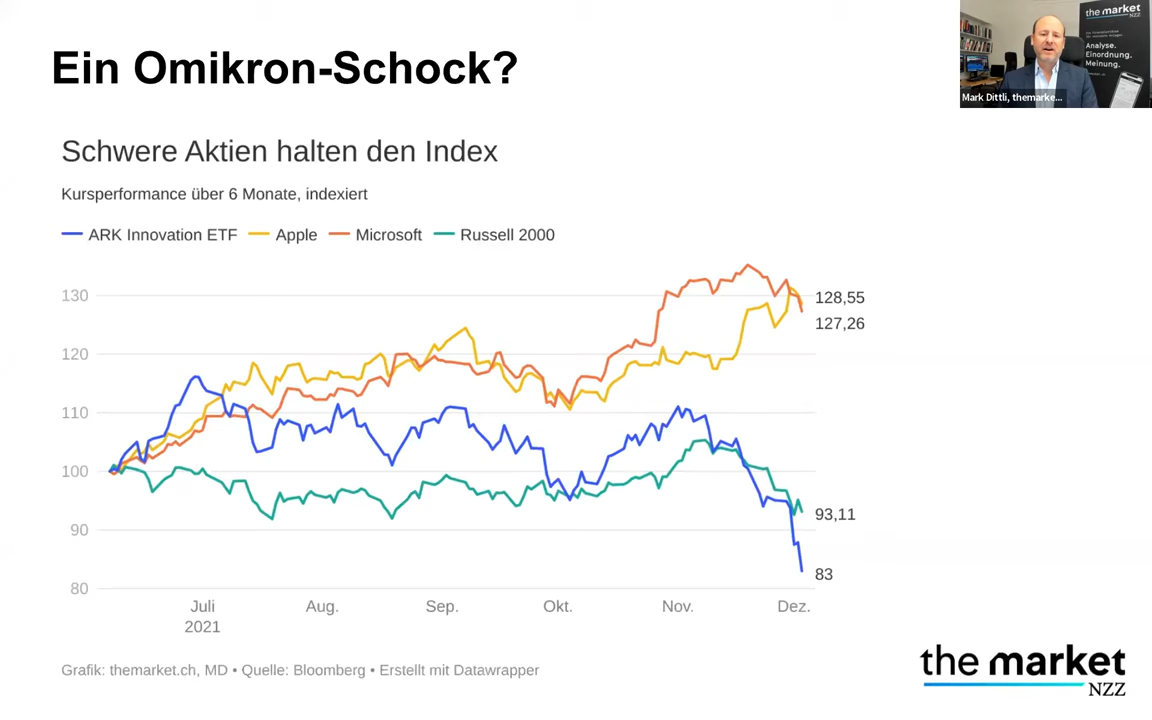 Ein Omikron-Schock?
the market
NZZ
Analyse.
Einordnung.
Meinung.
Mark Dittli, themarke...
Schwere Aktien halten den Index
Kursperformance über 6 Monate, indexiert
ARK Innovation ETF Apple Microsoft Russell 2000
130
128,55
127,26
120
110
100
90
93,11
83
80
Juli Aug. Sep. Okt. Nov. Dez.
2021
Grafik: themarket.ch, MD • Quelle: Bloomberg • Erstellt mit Datawrapper
the market
NZZ